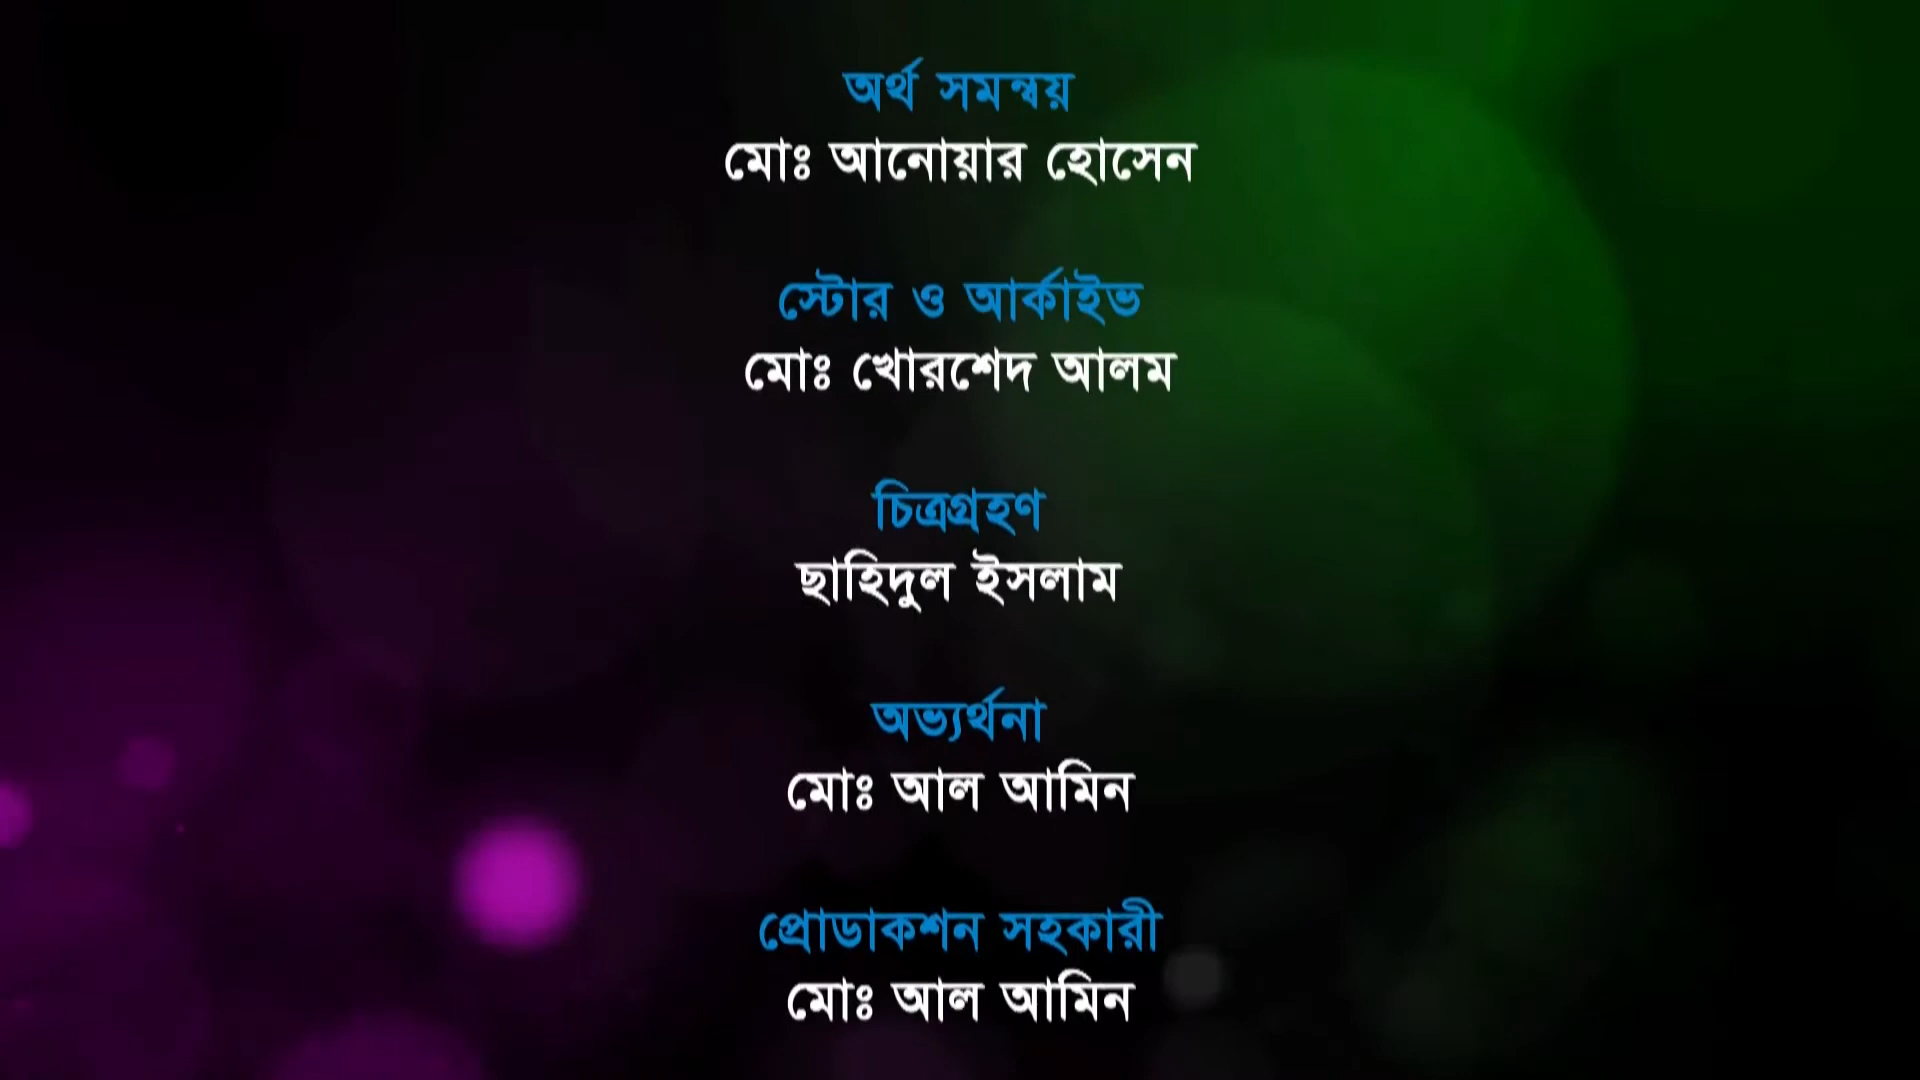 অর্থ সমন্বয়
মোঃ আনোয়ার হোসেন
স্টোর ও আর্কাইভ
মোঃ খোরশেদ আলম
চিত্রগ্রহণ
ছাহিদুল ইসলাম
অভ্যর্থনা
মোঃ আল আমিন
প্রোডাকশন সহকারী
মোঃ আল আমিন